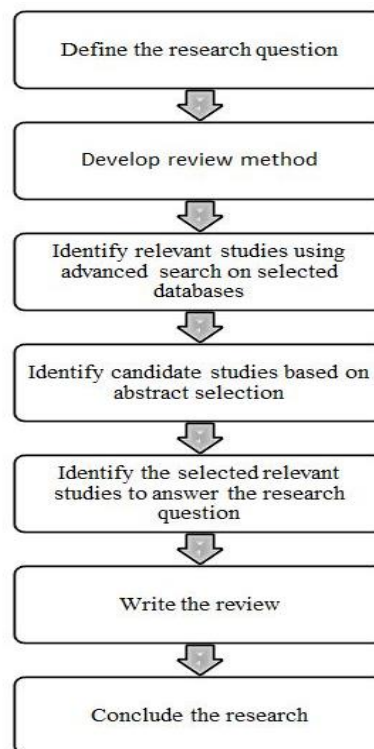 Define the research question
Develop review method
Identify relevant studies using
advanced search on selected
databases
Identify candidate studies based on
abstract selection
Identify the selected relevant
studies to answer the research
question
Write the review
Conclude the research